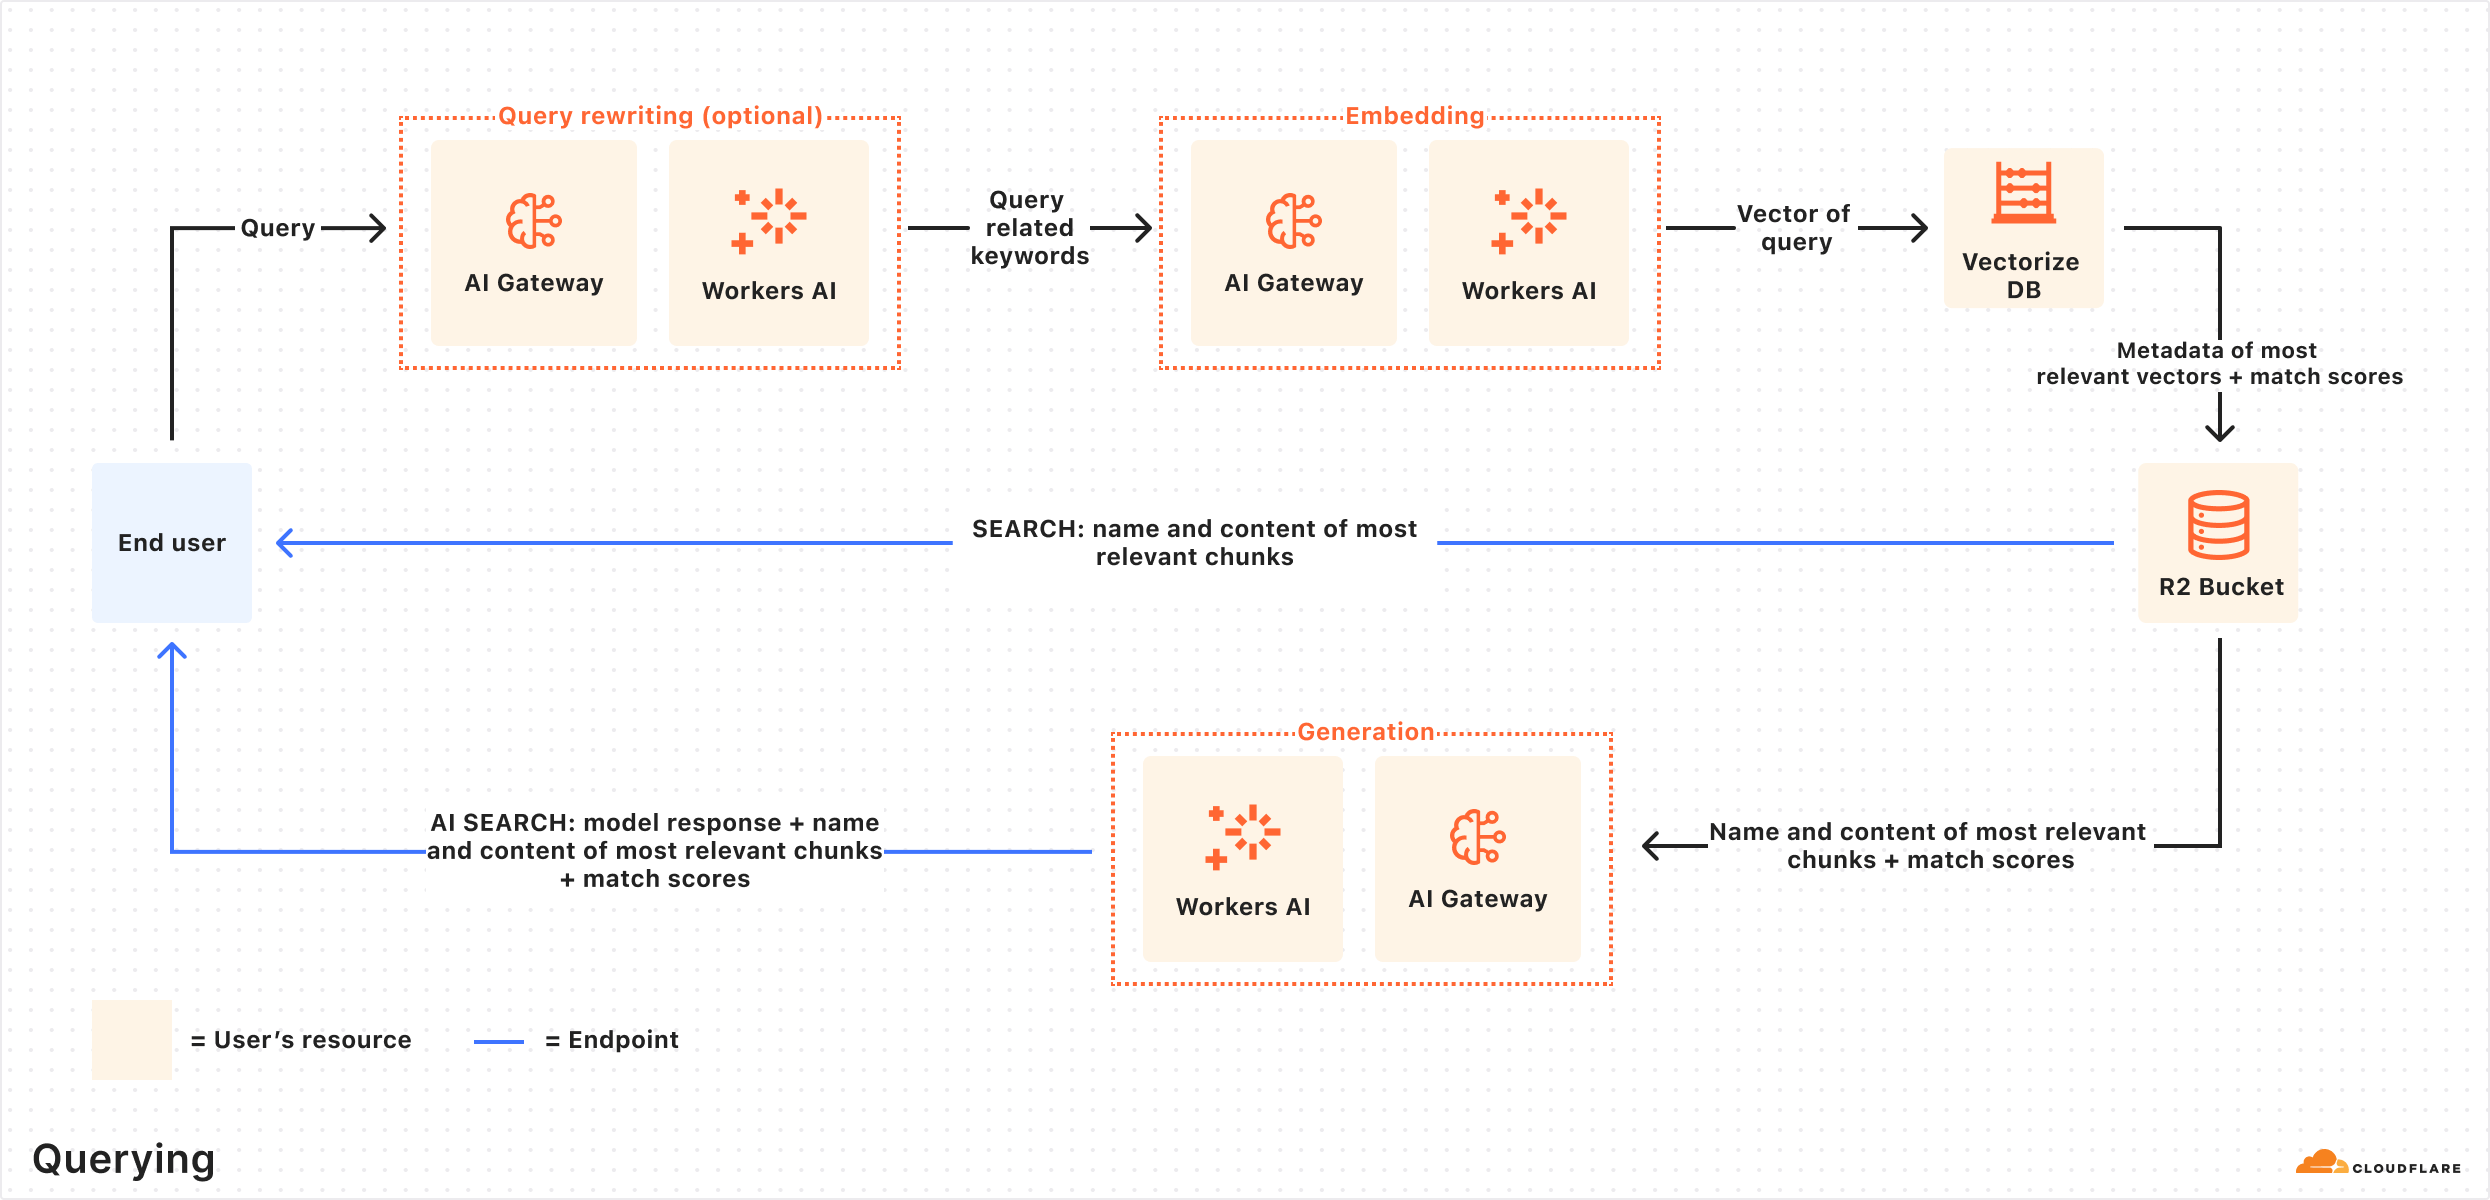 Query rewriting (optional)
AI Gateway
Workers AI
Query
Query
related
keywords
Embedding
AI Gateway
Workers AI
Vector of
query
Vectorize
DB
Metadata of most
relevant vectors + match scores
End user
SEARCH: name and content of most
relevant chunks
R2 Bucket
Generation
Workers AI
AI Gateway
Name and content of most relevant
chunks + match scores
AI SEARCH: model response + name
and content of most relevant chunks
+ match scores
= User’s resource
= Endpoint
Querying
CLOUDFLARE